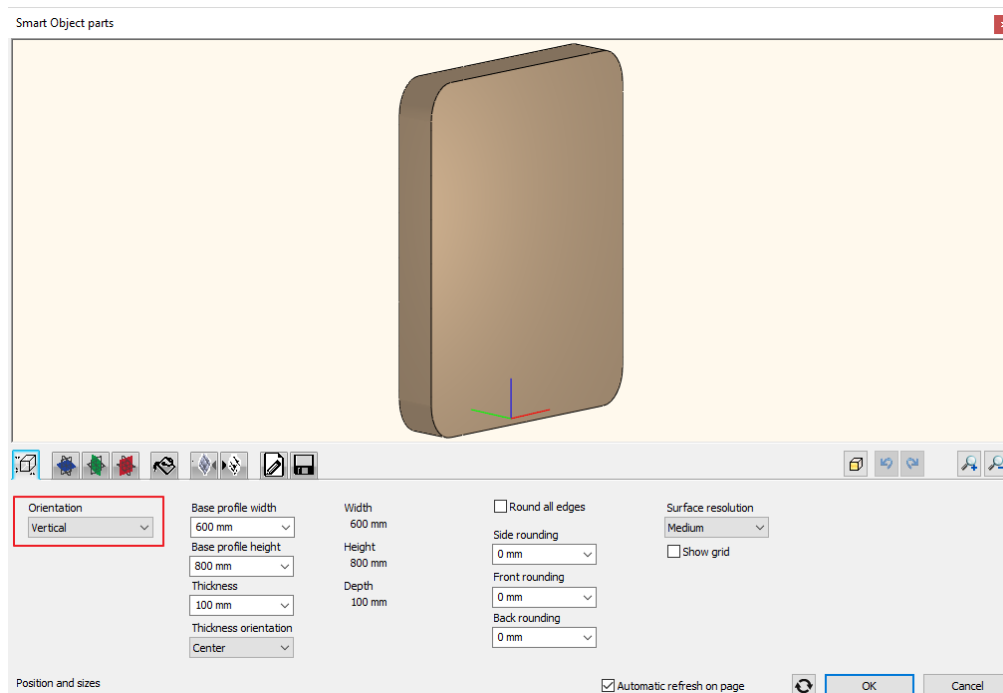 Smart Object parts
Orientation
Vertical
Base profile width
600 mm
Base profile height
800 mm
Thickness
100 mm
Thickness orientation
Center
Width
600 mm
Height
800 mm
Depth
100 mm
Round all edges
Side rounding
0 mm
Front rounding
0 mm
Back rounding
0 mm
Surface resolution
Medium
Show grid
Position and sizes
Automatic refresh on page
OK
Cancel